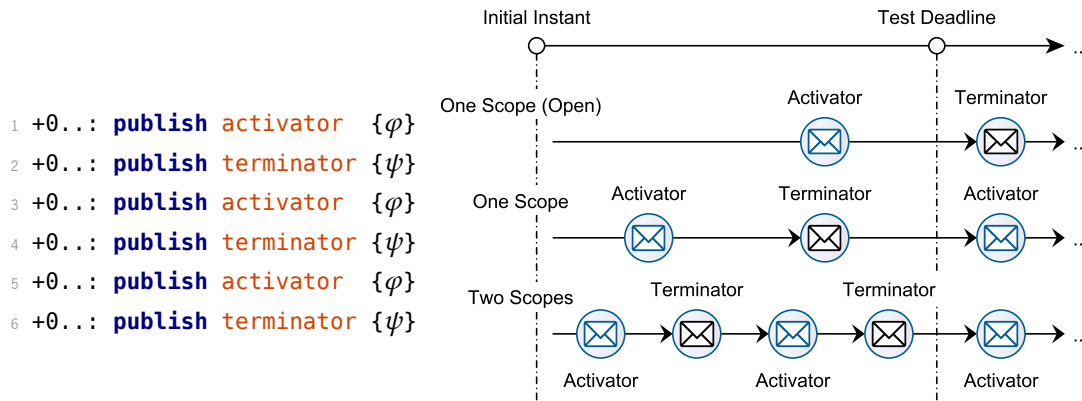 1 +0..: publish activator {φ}
2 +0..: publish terminator {ψ}
3 +0..: publish activator {φ}
4 +0..: publish terminator {ψ}
5 +0..: publish activator {φ}
6 +0..: publish terminator {ψ}
Initial Instant Test Deadline
..
One Scope (Open) Activator Terminator
..
One Scope Activator Terminator Activator
..
Two Scopes Terminator Terminator
..
Activator Activator Activator